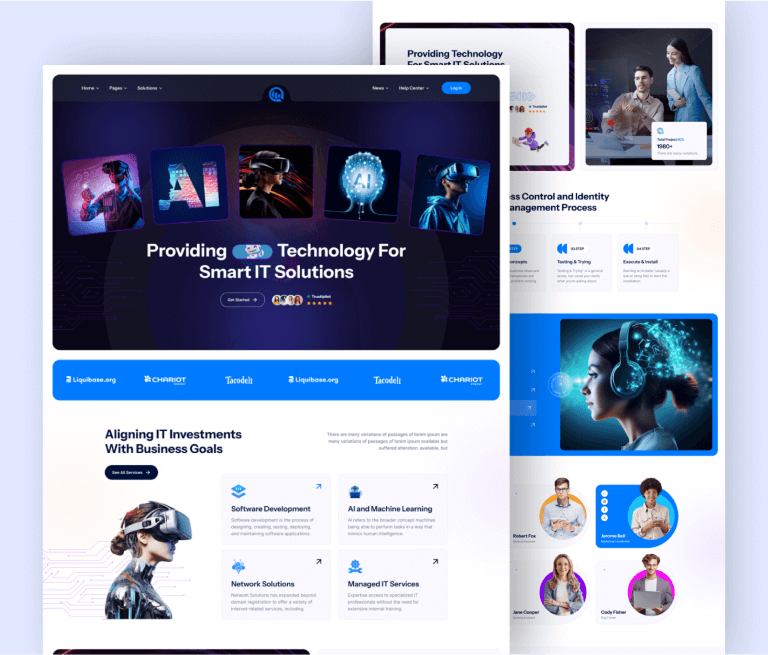 Home
Pages
Solutions
News
Help Center
Log In
AI
AI
Providing Technology For
Smart IT Solutions
Get Started
Trustpilot
Liquibase.org
CHARIOT
Tacodeli
Liquibase.org
Tacodeli
CHARIOT
Aligning IT Investments
With Business Goals
There are many variations of passages of lorem ipsum are
many variations of passages of lorem ipsum available but
suffered alteration, available, but
See All Services
Software Development
Software development is the process of
designing, creating, testing, deploying,
and maintaining software applications.
AI and Machine Learning
AI refers to the broader concept machines
being able to perform tasks in a way that
mimics human intelligence.
Network Solutions
Network Solutions has expanded beyond
domain registration to offer a variety of
internet-related services, including.
Managed IT Services
Expertise access to specialized IT
professionals without the need for
extensive internal training.
Providing Technology
For Smart IT Solutions
Trustpilot
1980+
ess Control and Identity
nagement Process
03 STEP
04 STEP
oncepts
Testing & Trying
Execute & Install
Robert Fox
Jerome Bell
Jane Cooper
Cody Fisher